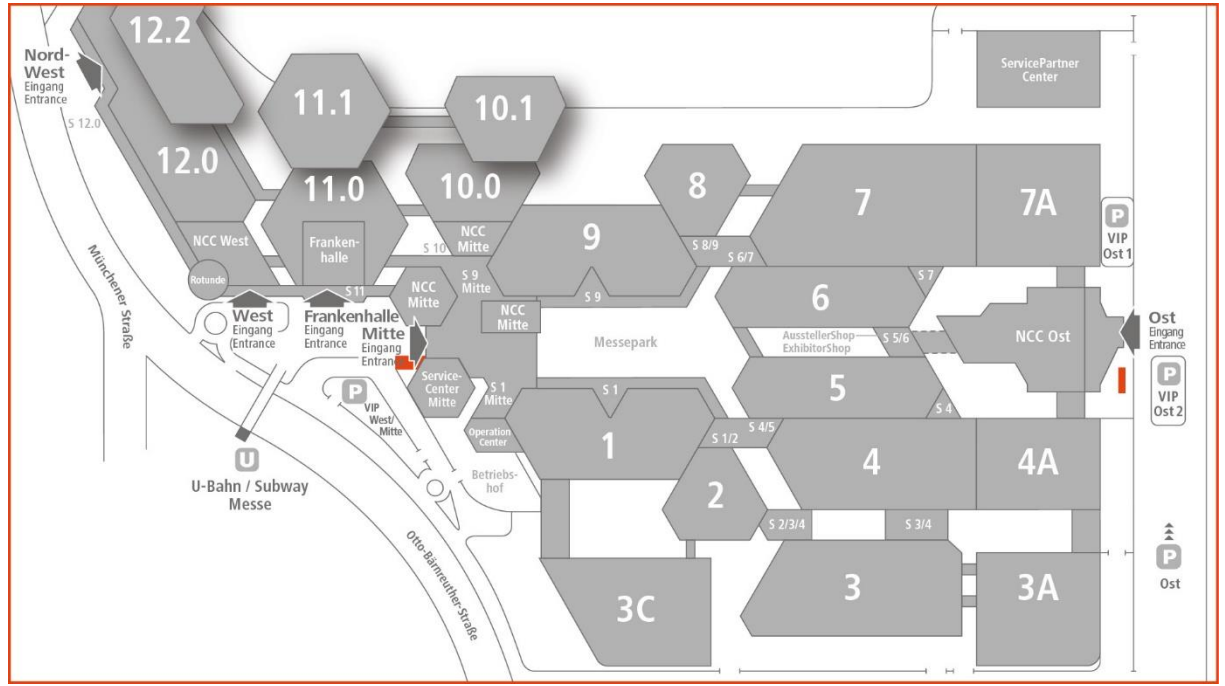 12.2
Nord-
West
Eingang
Entrance
S 12.0
11.1
10.1
ServicePartner
Center
12.0
11.0
10.0
8
7
7A
P
VIP
Ost 1
NCC West
Franken-
halle
S 10
NCC
Mitte
9
S 8/9
S 6/7
Rotunde
S 11
NCC
Mitte
S 9
Mitte
S 9
6
S 7
NCC
Mitte
Münchener Straße
West
Eingang
(Entrance
Frankenhalle
Eingang
Entrance
Mitte
Eingang
Entranc
Messepark
AusstellerShop
ExhibitorShop
S 5/6
NCC Ost
Ost
Eingang
Entrance
P
VIP
Ost 2
Service-
Center
Mitte
S 1
Mitte
S 1
5
S 4
P
VIP
West/
Mitte
Operation
Center
1
S 1/2
S 4/5
4
4A
U
U-Bahn / Subway
Messe
Betriebs-
hof
2
S 2/3/4
S 3/4
Otto-Bärnreuther-Straße
3C
3
3A
P
Ost